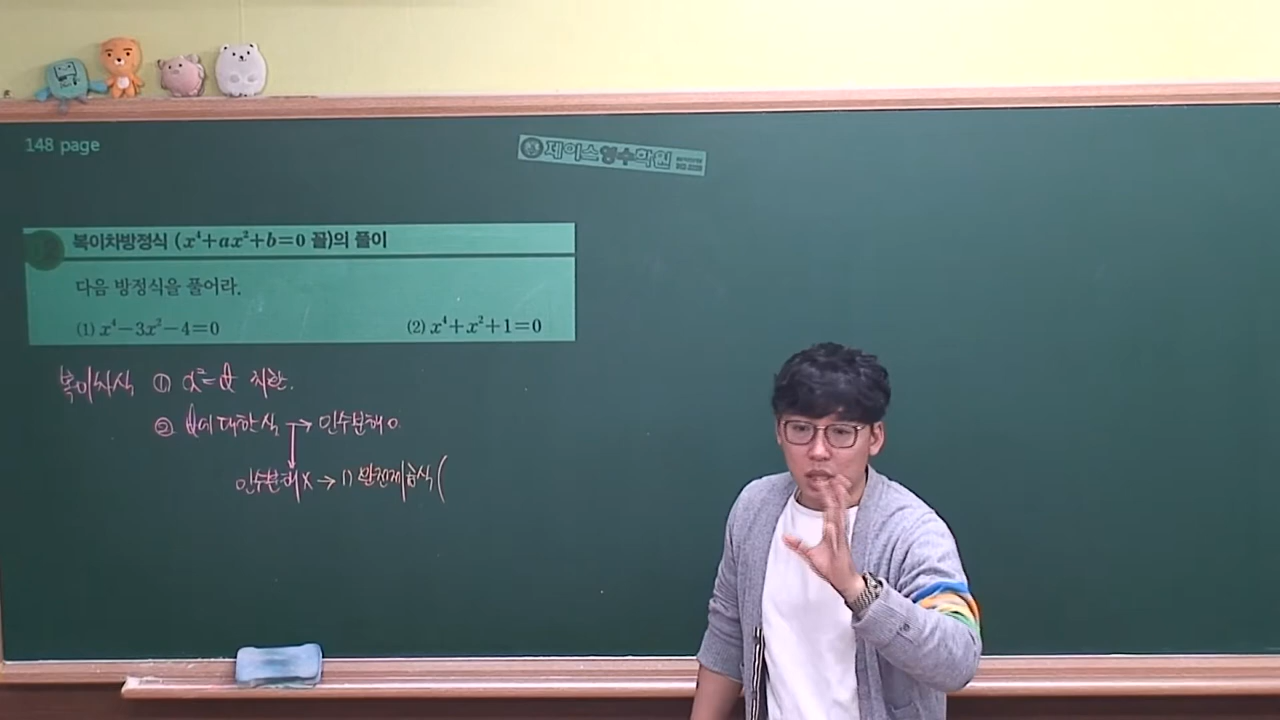 148 page
제이스영수학원
복이차방정식 (x⁴+ax²+b=0 꼴)의 풀이
다음 방정식을 풀어라.
(1) x⁴−3x²−4=0 (2) x⁴+x²+1=0
복이차식 ① x²=t 치환.
② t에 대한 식 → 인수분해 o.
인수분해 x → 1) 완전제곱식 (